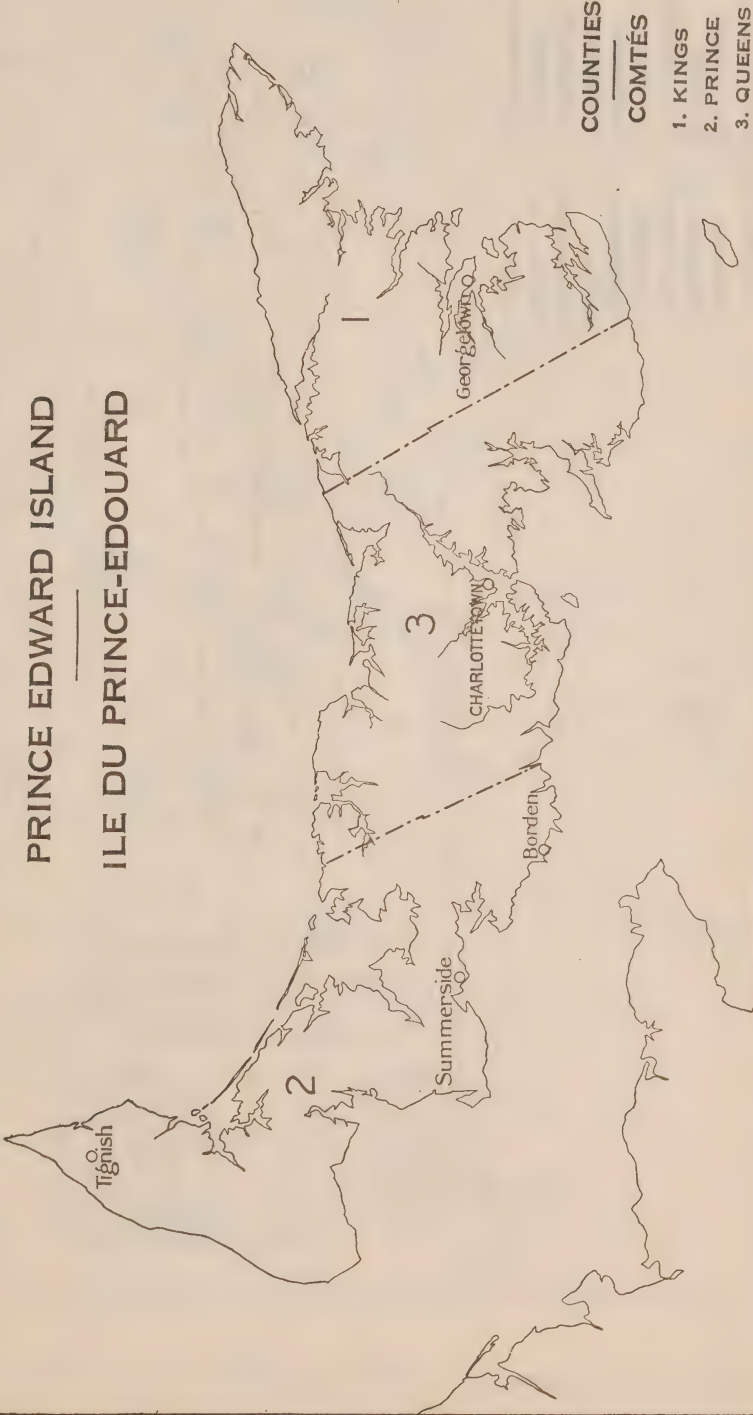 PRINCE EDWARD ISLAND
ILE DU PRINCE-EDOUARD
Tignish
2
Summerside
Borden
3
CHARLOTTETOWN
1
Georgetown
COUNTIES
COMTÉS
1. KINGS
2. PRINCE
3. QUEENS